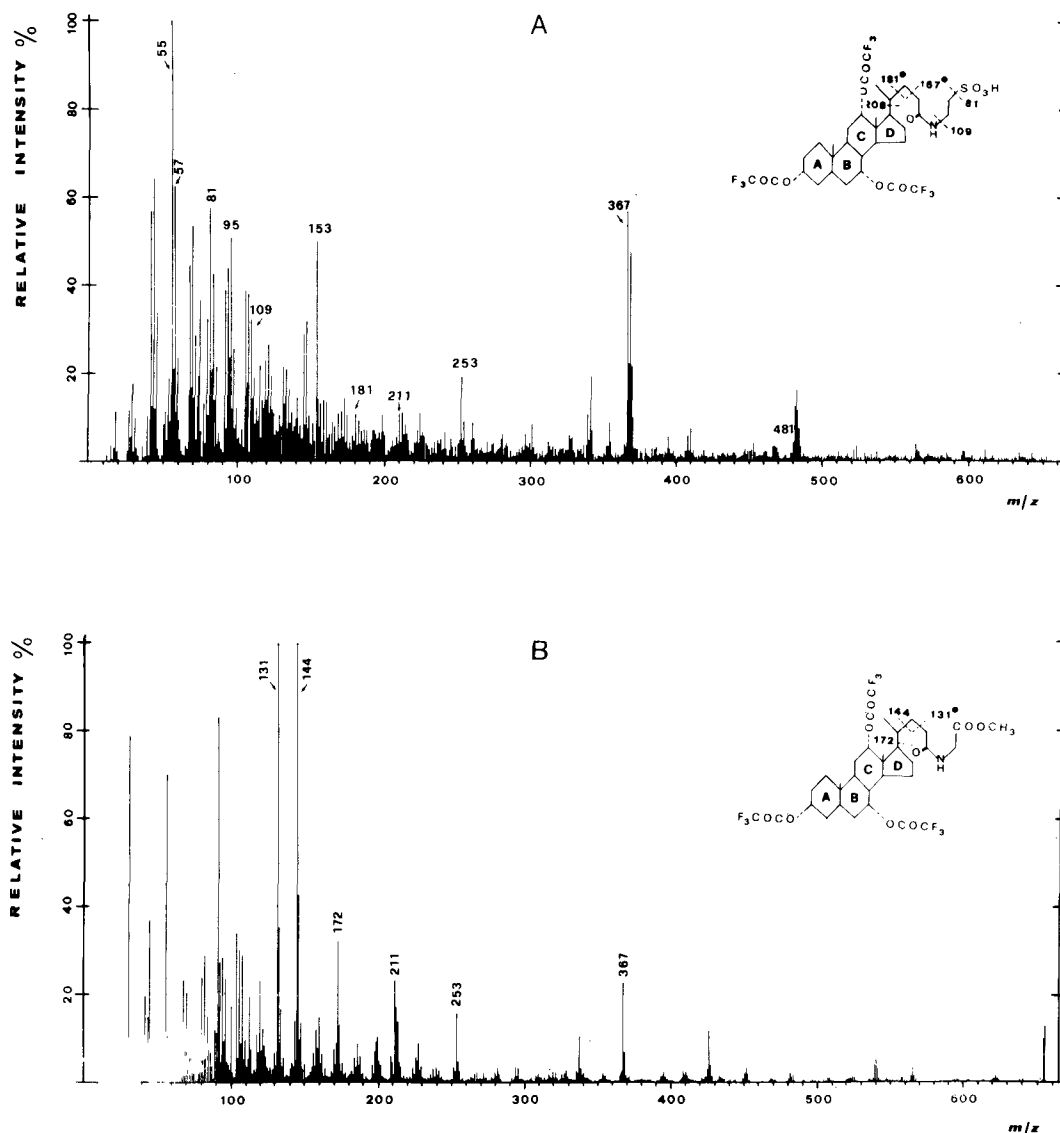 A
RELATIVE INTENSITY %
100
80
60
40
20
55
57
81
95
109
153
181
211
253
367
481
100 200 300 400 500 600
m/z
OCOCF3
181• 167•
208
SO3H
81
O
N
H
109
C D
A B
F3COCO
OCOCF3
B
RELATIVE INTENSITY %
100
80
60
40
20
131
144
172
211
253
367
100 200 300 400 500 600
m/z
OCOCF3
144 131•
COOCH3
172
O
N
H
C D
A B
F3COCO
OCOCF3